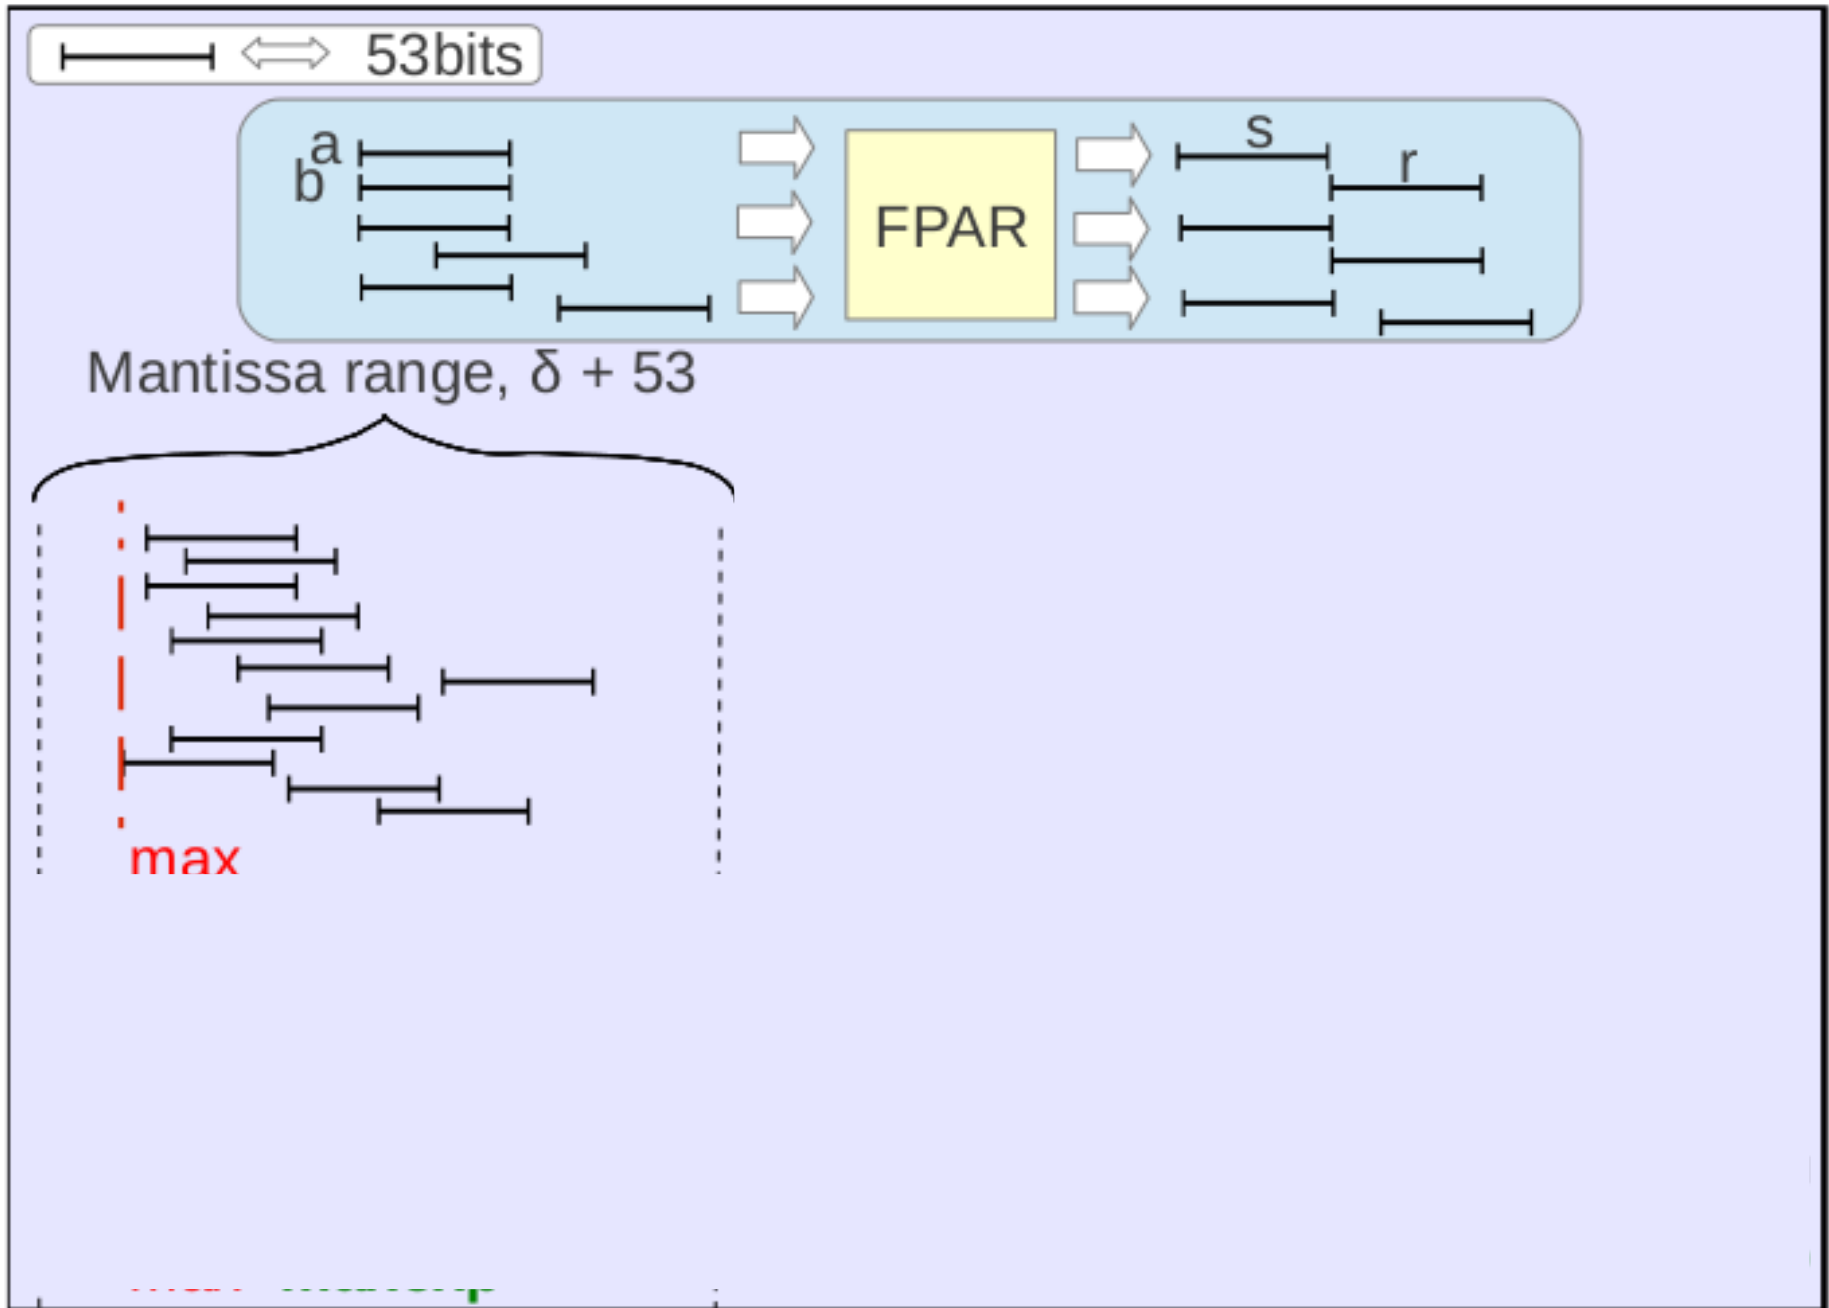 53bits
a
b
FPAR
s
r
Mantissa range, δ + 53
max